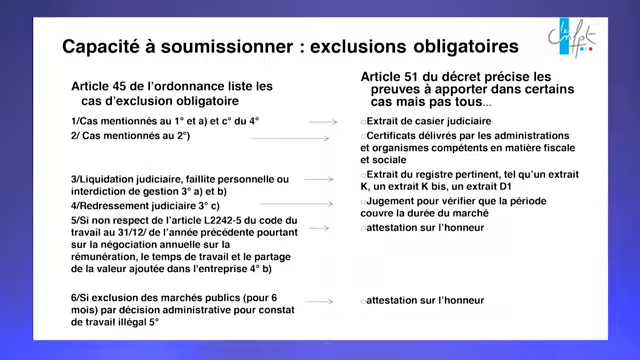 Capacité à soumissionner : exclusions obligatoires
cnfpt
Article 45 de l'ordonnance liste les
cas d'exclusion obligatoire
1/Cas mentionnés au 1° et a) et c° du 4°
2/ Cas mentionnés au 2°)
3/Liquidation judiciaire, faillite personnelle ou
interdiction de gestion 3° a) et b)
4/Redressement judiciaire 3° c)
5/Si non respect de l'article L2242-5 du code du
travail au 31/12/ de l'année précédente pourtant
sur la négociation annuelle sur la
rémunération, le temps de travail et le partage
de la valeur ajoutée dans l'entreprise 4° b)
6/Si exclusion des marchés publics (pour 6
mois) par décision administrative pour constat
de travail illégal 5°
Article 51 du décret précise les
preuves à apporter dans certains
cas mais pas tous...
○Extrait de casier judiciaire
○Certificats délivrés par les administrations
et organismes compétents en matière fiscale
et sociale
○Extrait du registre pertinent, tel qu'un extrait
K, un extrait K bis, un extrait D1
○Jugement pour vérifier que la période
couvre la durée du marché
○attestation sur l'honneur
○attestation sur l'honneur